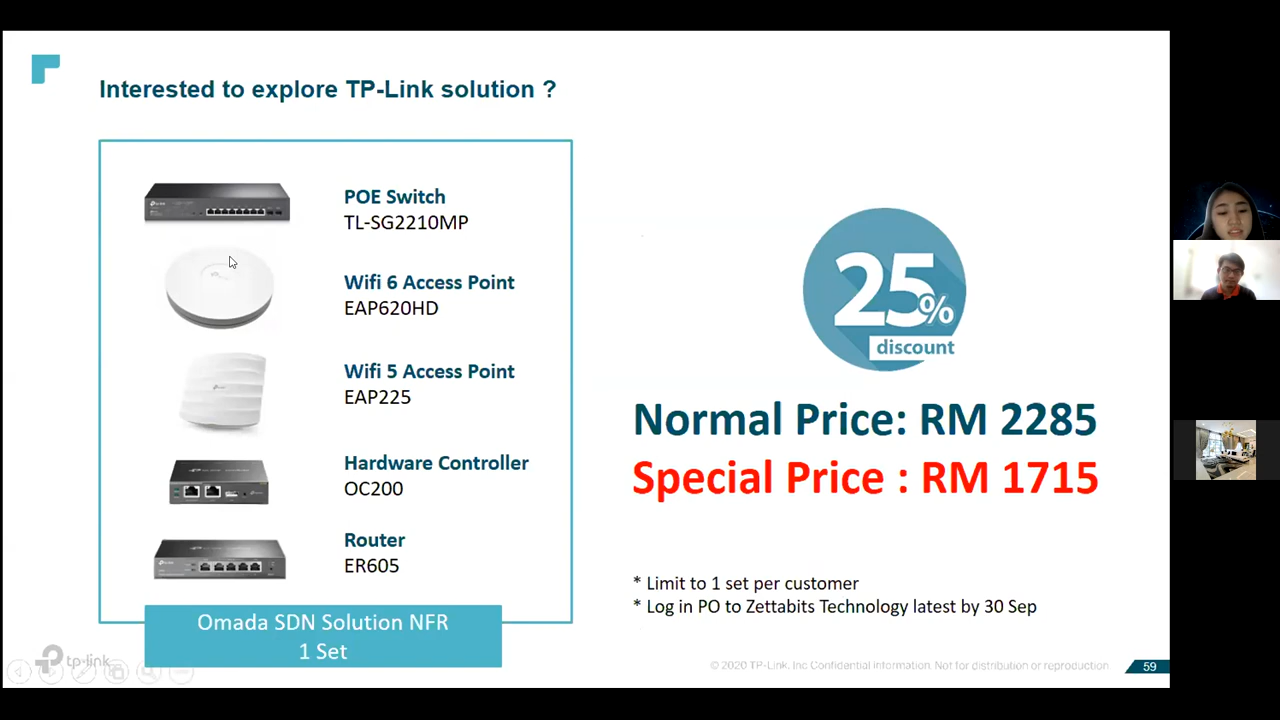 Interested to explore TP-Link solution ?
POE Switch
TL-SG2210MP
Wifi 6 Access Point
EAP620HD
Wifi 5 Access Point
EAP225
Hardware Controller
OC200
Router
ER605
Omada SDN Solution NFR
1 Set
25%
discount
Normal Price: RM 2285
Special Price : RM 1715
* Limit to 1 set per customer
* Log in PO to Zettabits Technology latest by 30 Sep
tp-link
© 2020 TP-Link. Inc Confidential Information. Not for distribution or reproduction
59